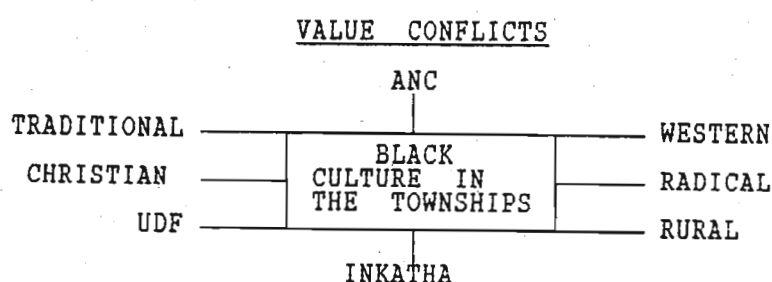 VALUE CONFLICTS
ANC
TRADITIONAL
WESTERN
BLACK
CULTURE IN
THE TOWNSHIPS
CHRISTIAN
RADICAL
UDF
RURAL
INKATHA